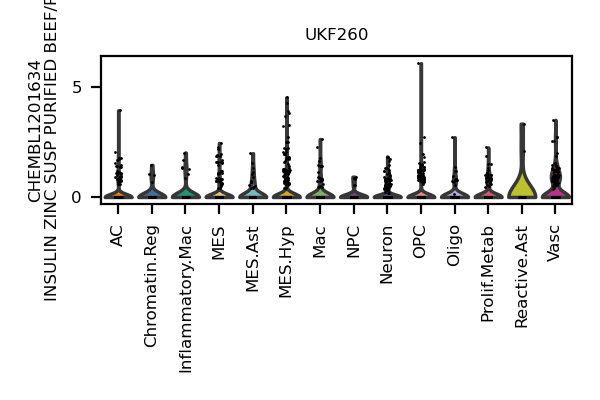 UKF260
CHEMBL1201634
INSULIN ZINC SUSP PURIFIED BEEF/
5
0
AC
Chromatin.Reg
Inflammatory.Mac
MES
MES.Ast
MES.Hyp
Mac
NPC
Neuron
OPC
Oligo
Prolif.Metab
Reactive.Ast
Vasc